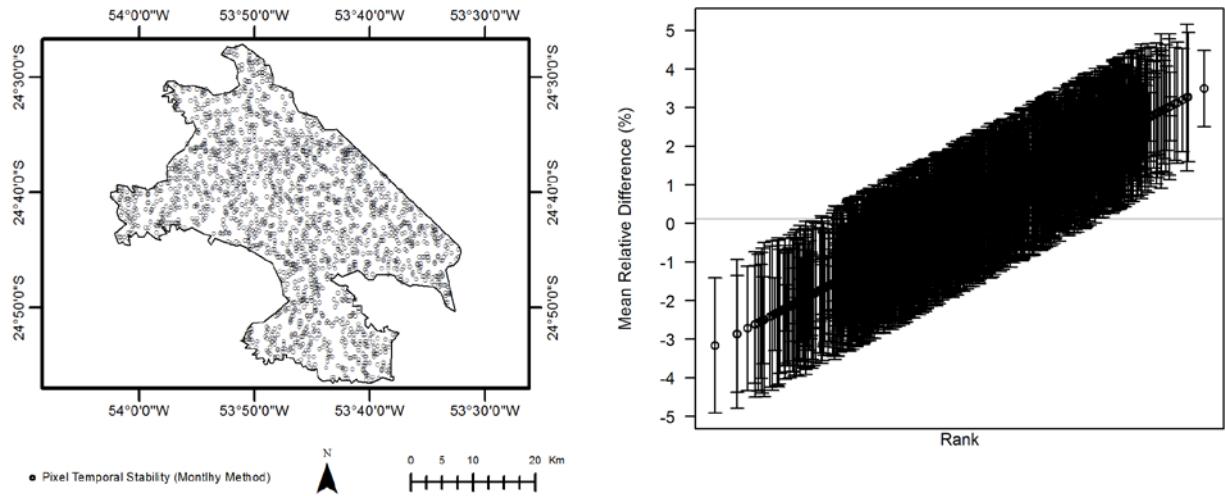 54°0'0"W 53°50'0"W 53°40'0"W 53°30'0"W
24°30'0"S 24°30'0"S
24°40'0"S 24°40'0"S
24°50'0"S 24°50'0"S
54°0'0"W 53°50'0"W 53°40'0"W 53°30'0"W
Pixel Temporal Stability (Montlhy Method)
N
0 5 10 20 Km
Mean Relative Difference (%)
5
4
3
2
1
0
-1
-2
-3
-4
-5
Rank